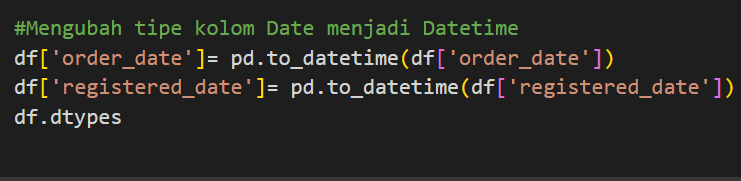 #Mengubah tipe kolom Date menjadi Datetime
df['order_date']= pd.to_datetime(df['order_date'])
df['registered_date']= pd.to_datetime(df['registered_date'])
df.dtypes